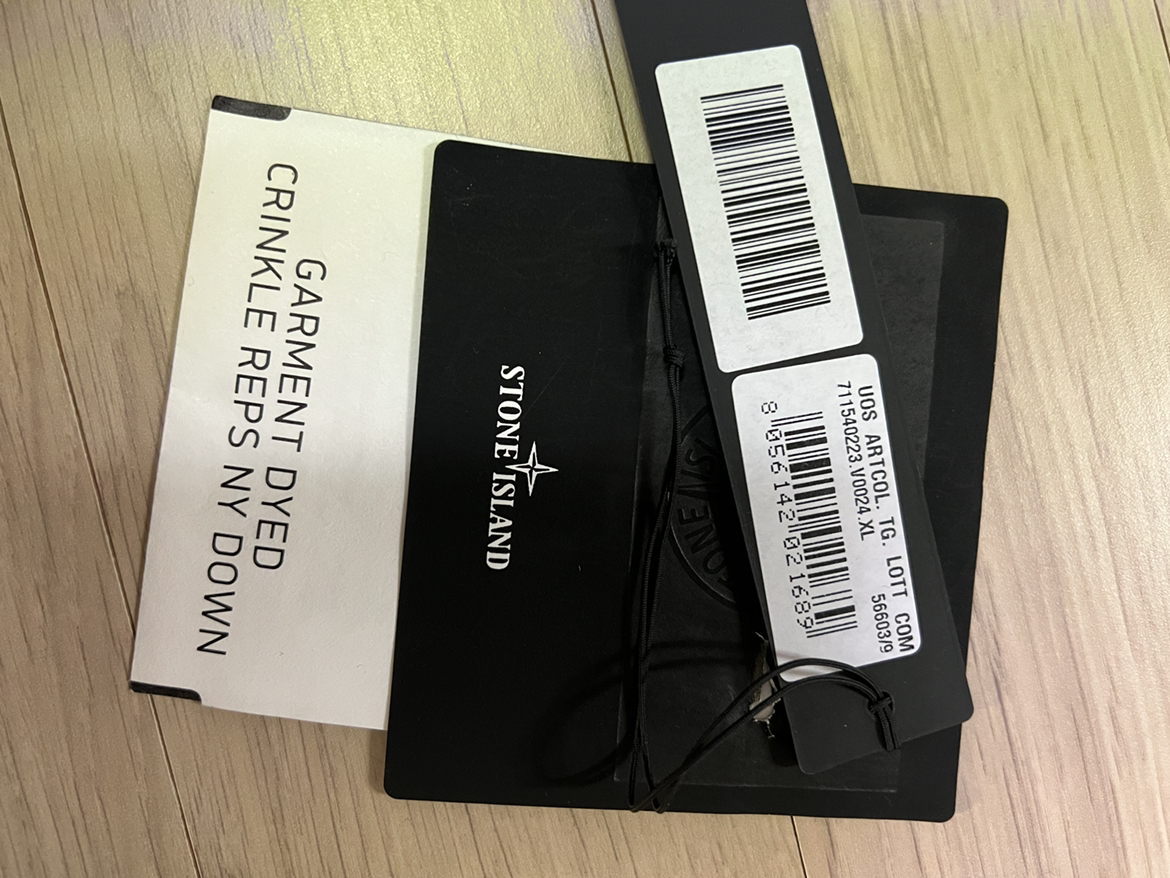 GARMENT DYED
CRINKLE REPS NY DOWN
STONE ISLAND
UOS ARTCOL. TG. LOTT COM
711540223.V0024.XL 56603/9
8 056142 021689